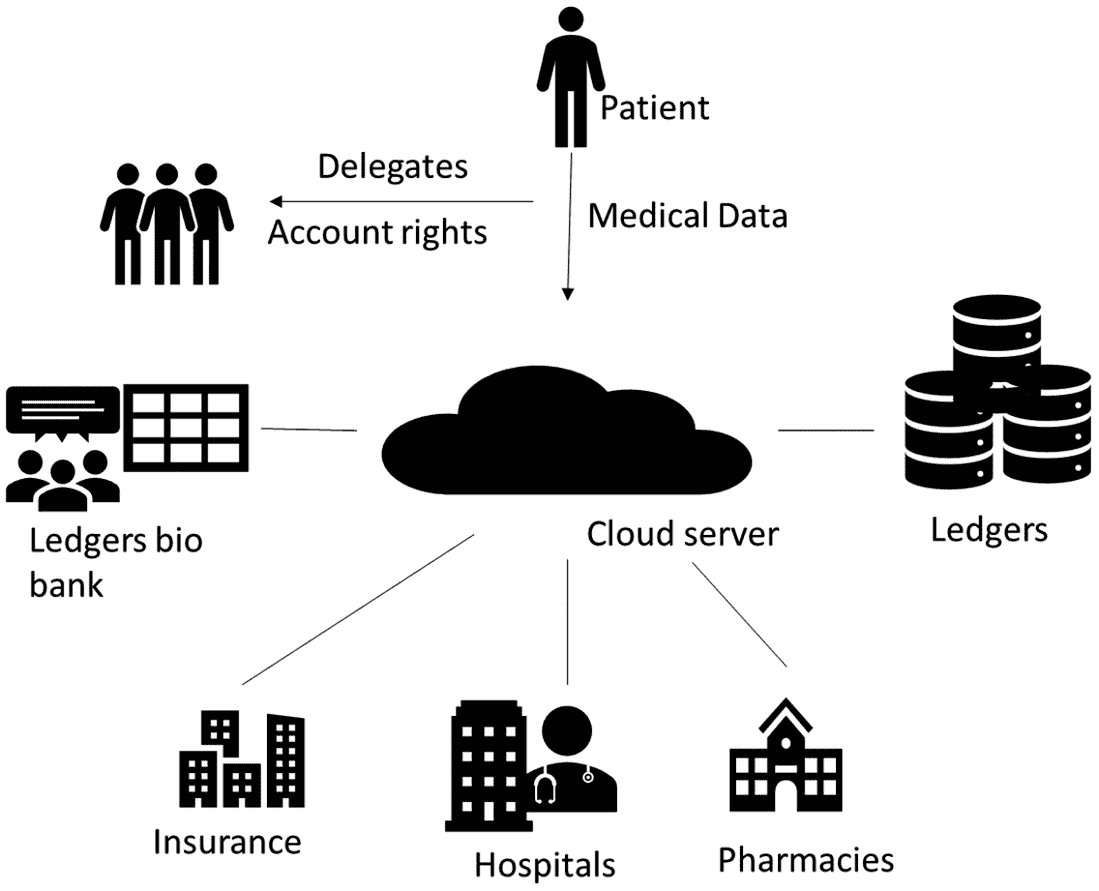 Patient
Delegates
Account rights
Medical Data
Ledgers bio
bank
Cloud server
Ledgers
Insurance
Hospitals
Pharmacies